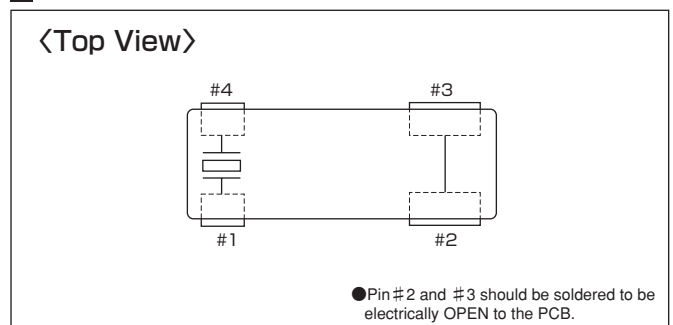 〈Top View〉
#4 #3
#1 #2
●Pin♯2 and ♯3 should be soldered to be
electrically OPEN to the PCB.